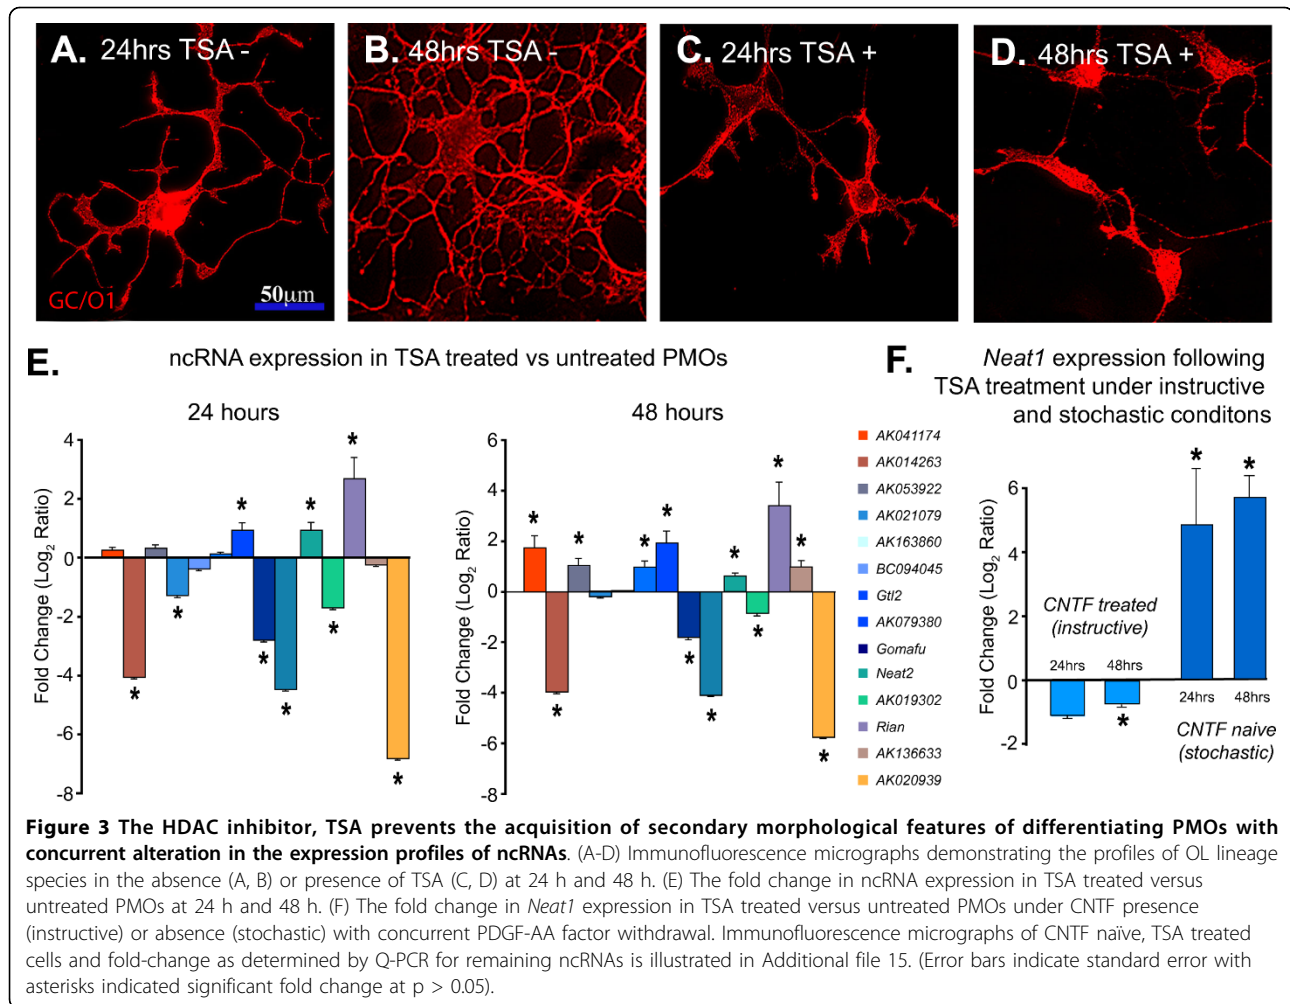 A. 24hrs TSA -
B. 48hrs TSA -
C. 24hrs TSA +
D. 48hrs TSA +
GC/O1
50µm
E.
ncRNA expression in TSA treated vs untreated PMOs
24 hours
Fold Change (Log2 Ratio)
4
2
0
-2
-4
-6
-8
*
*
*
*
*
*
*
*
*
48 hours
Fold Change (Log2 Ratio)
6
4
2
0
-2
-4
-6
-8
*
*
*
*
*
*
*
*
*
*
*
*
AK041174
AK014263
AK053922
AK021079
AK163860
BC094045
Gtl2
AK079380
Gomafu
Neat2
AK019302
Rian
AK136633
AK020939
F.
Neat1 expression following
TSA treatment under instructive
and stochastic conditons
Fold Change (Log2 Ratio)
6
4
2
0
-2
CNTF treated
(instructive)
24hrs
48hrs
*
*
*
24hrs
48hrs
CNTF naive
(stochastic)
Figure 3 The HDAC inhibitor, TSA prevents the acquisition of secondary morphological features of differentiating PMOs with
concurrent alteration in the expression profiles of ncRNAs. (A-D) Immunofluorescence micrographs demonstrating the profiles of OL lineage
species in the absence (A, B) or presence of TSA (C, D) at 24 h and 48 h. (E) The fold change in ncRNA expression in TSA treated versus
untreated PMOs at 24 h and 48 h. (F) The fold change in Neat1 expression in TSA treated versus untreated PMOs under CNTF presence
(instructive) or absence (stochastic) with concurrent PDGF-AA factor withdrawal. Immunofluorescence micrographs of CNTF naïve, TSA treated
cells and fold-change as determined by Q-PCR for remaining ncRNAs is illustrated in Additional file 15. (Error bars indicate standard error with
asterisks indicated significant fold change at p > 0.05).